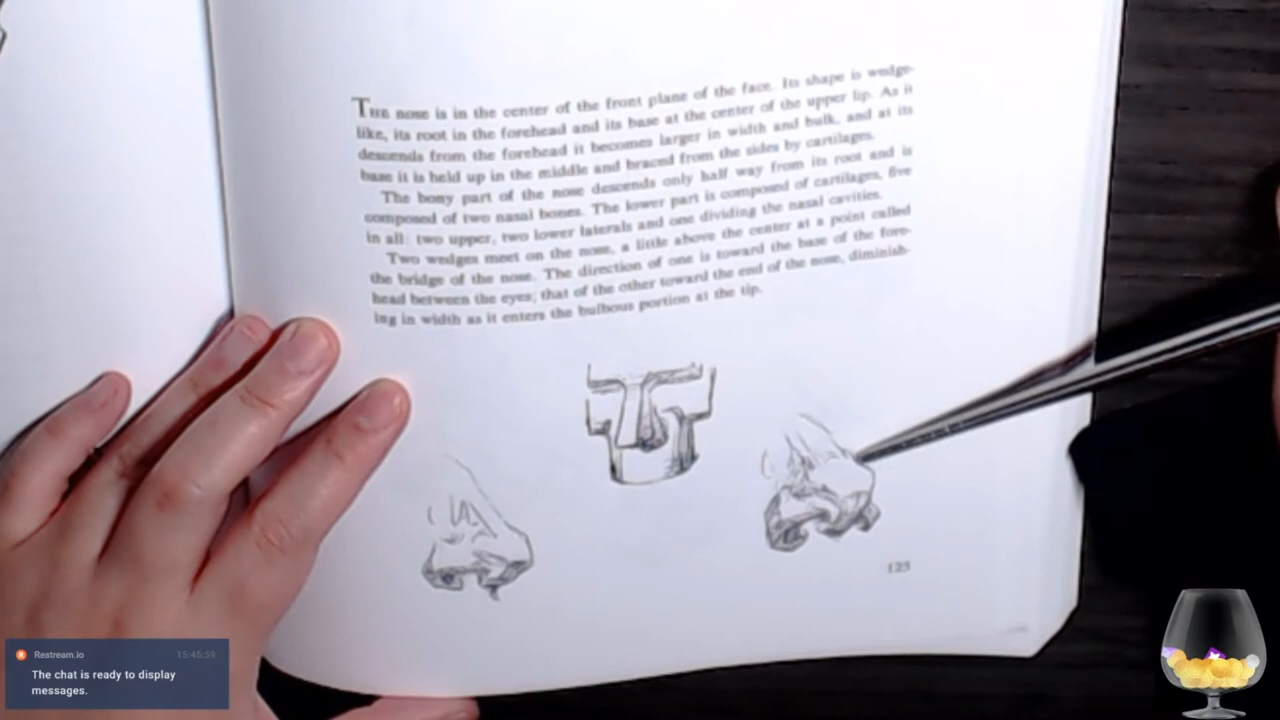 THE nose is in the center of the front plane of the face. Its shape is wedge-
like, its root in the forehead and its base at the center of the upper lip. As it
descends from the forehead it becomes larger in width and bulk, and at its
base it is held up in the middle and braced from the sides by cartilages.
The bony part of the nose descends only half way from its root and is
composed of two nasal bones. The lower part is composed of cartilages, five
in all: two upper, two lower laterals and one dividing the nasal cavities.
Two wedges meet on the nose, a little above the center at a point called
the bridge of the nose. The direction of one is toward the base of the fore-
head between the eyes; that of the other toward the end of the nose, diminish-
ing in width as it enters the bulbous portion at the tip.
125
Restream.io 15:45:59
The chat is ready to display
messages.